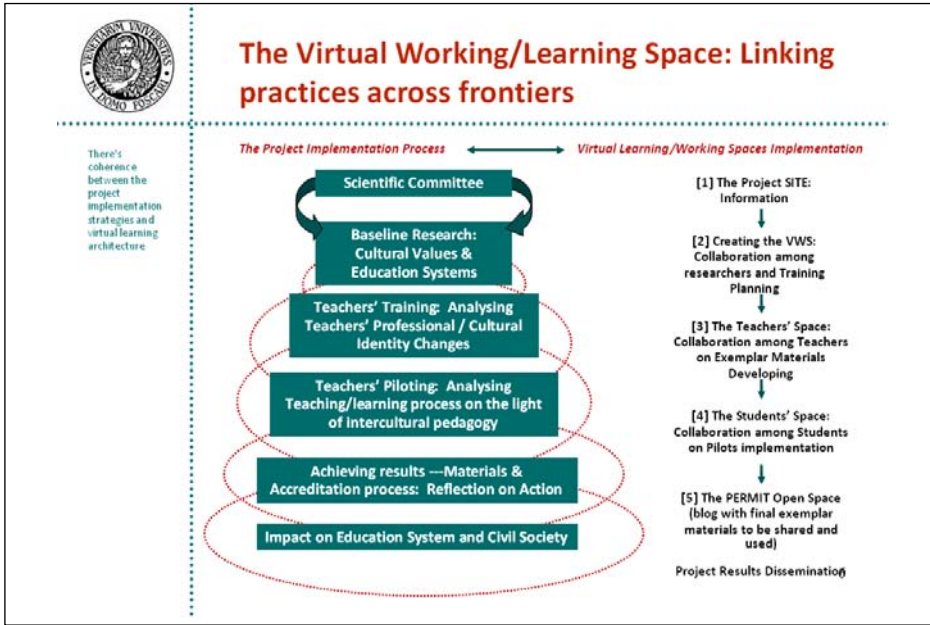 VENETIARUM UNIVERSITAS
IN DOMO FOSCARI
The Virtual Working/Learning Space: Linking
practices across frontiers
There's
coherence
between the
project
implementation
strategies and
virtual learning
architecture
The Project Implementation Process
Virtual Learning/Working Spaces Implementation
Scientific Committee
Baseline Research:
Cultural Values &
Education Systems
Teachers' Training: Analysing
Teachers' Professional / Cultural
Identity Changes
Teachers' Piloting: Analysing
Teaching/learning process on the light
of intercultural pedagogy
Achieving results ---Materials &
Accreditation process: Reflection on Action
Impact on Education System and Civil Society
[1] The Project SITE:
Information
[2] Creating the VWS:
Collaboration among
researchers and Training
Planning
[3] The Teachers' Space:
Collaboration among Teachers
on Exemplar Materials
Developing
[4] The Students' Space:
Collaboration among Students
on Pilots implementation
[5] The PERMIT Open Space
(blog with final exemplar
materials to be shared and
used)
Project Results Dissemination